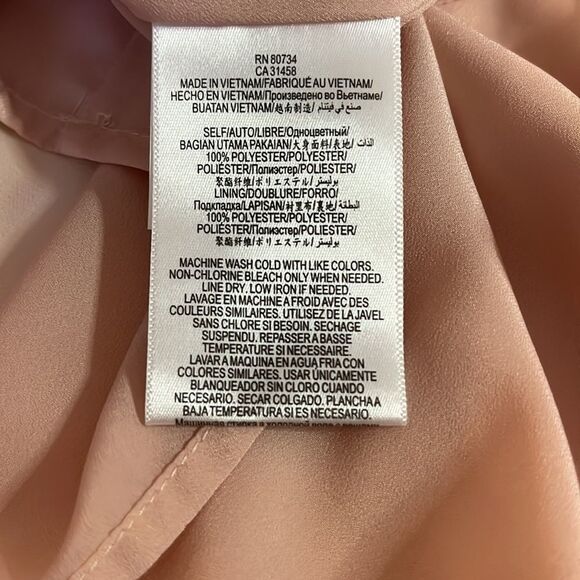 RN 80734
CA 31458
MADE IN VIETNAM/FABRIQUÉ AU VIETNAM/
HECHO EN VIETNAM/Произведено во Вьетнаме/
BUATAN VIETNAM/越南制造/صنع في فيتنام
SELF/AUTO/LIBRE/Одноцветный/
BAGIAN UTAMA PAKAIAN/大身面料/表地/الذات
100% POLYESTER/POLYESTER/
POLIÉSTER/Полиэстер/POLIESTER/
聚酯纤维/ポリエステル/بوليستر
LINING/DOUBLURE/FORRO/
Подкладка/LAPISAN/衬里布/裏地/البطانة
100% POLYESTER/POLYESTER/
POLIÉSTER/Полиэстер/POLIESTER/
聚酯纤维/ポリエステル/بوليستر
MACHINE WASH COLD WITH LIKE COLORS.
NON-CHLORINE BLEACH ONLY WHEN NEEDED.
LINE DRY. LOW IRON IF NEEDED.
LAVAGE EN MACHINE A FROID AVEC DES
COULEURS SIMILAIRES. UTILISEZ DE LA JAVEL
SANS CHLORE SI BESOIN. SECHAGE
SUSPENDU. REPASSER A BASSE
TEMPERATURE SI NECESSAIRE.
LAVAR A MAQUINA EN AGUA FRIA CON
COLORES SIMILARES. USAR ÚNICAMENTE
BLANQUEADOR SIN CLORO CUANDO
NECESARIO. SECAR COLGADO. PLANCHA A
BAJA TEMPERATURA SI ES NECESARIO.
Машинная стирка в холодной воде с